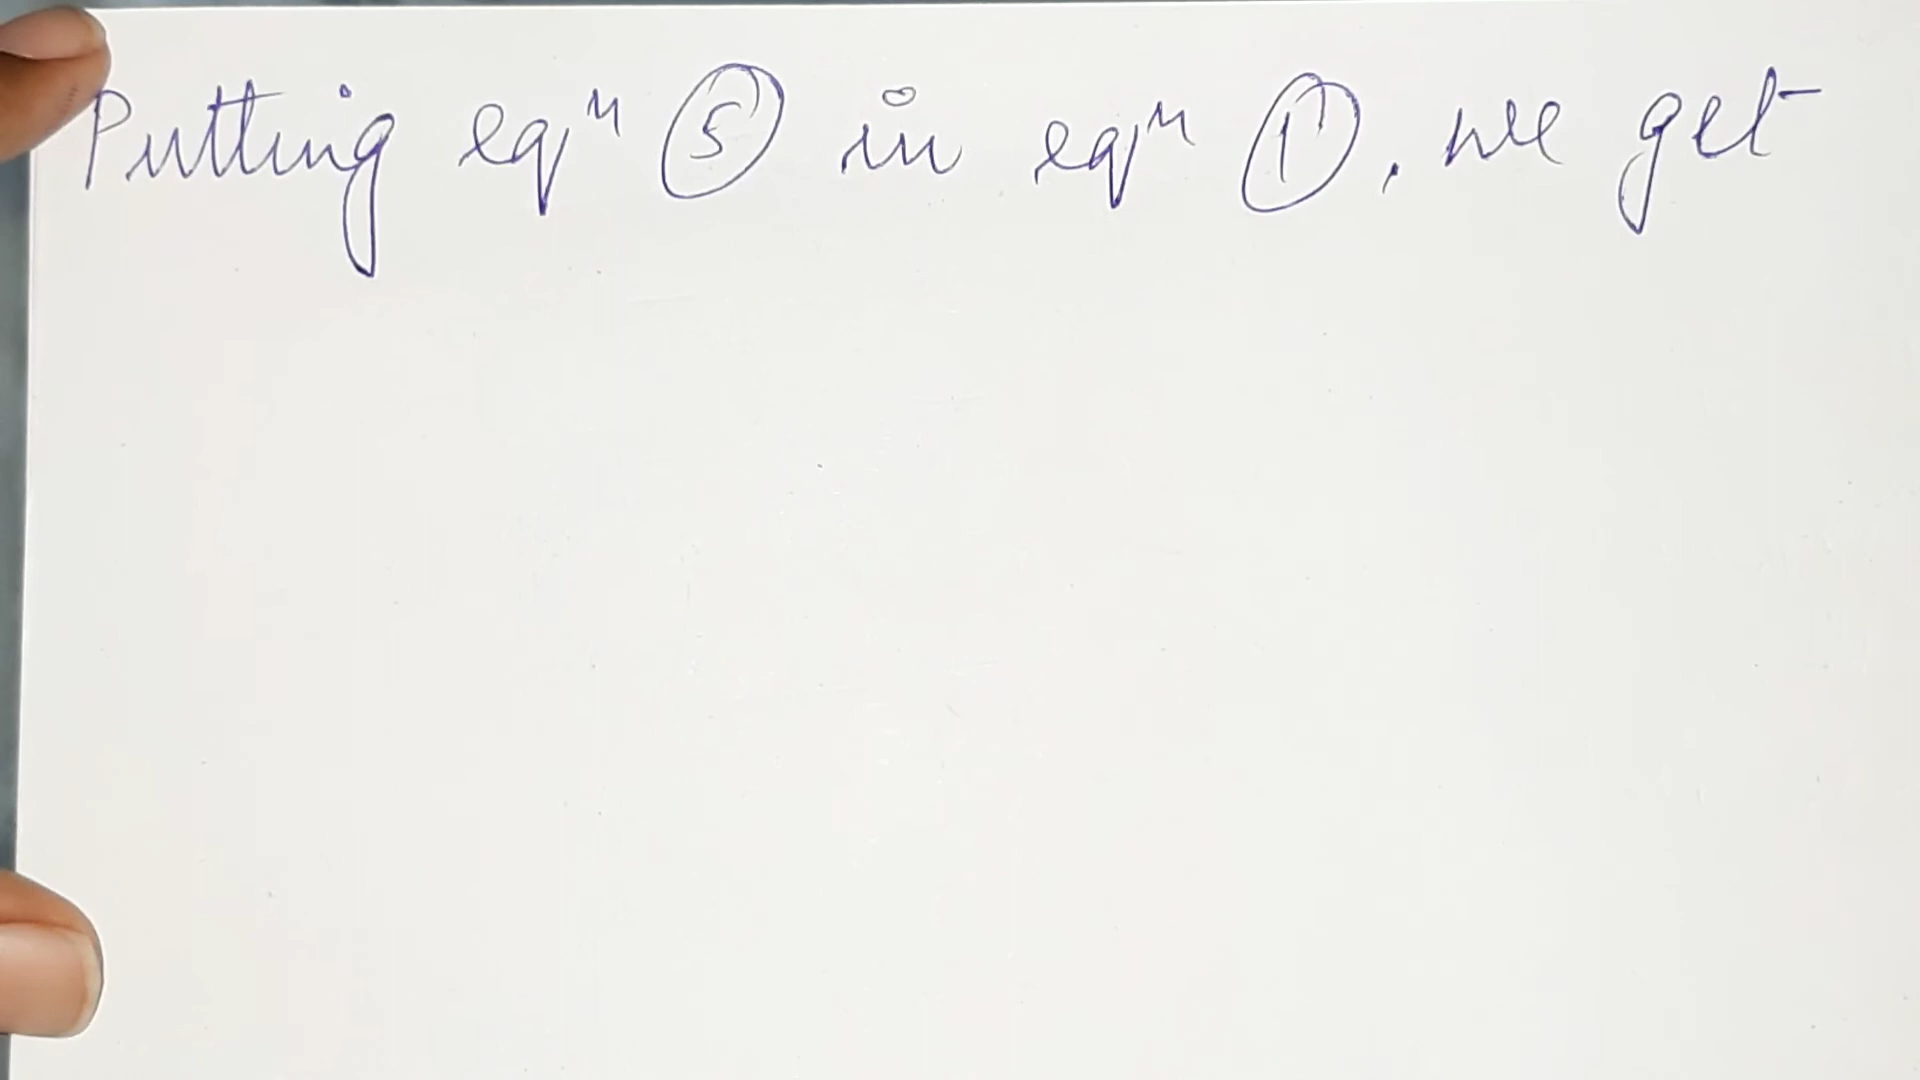 Putting eqⁿ ⑤ in eqⁿ ①, we get